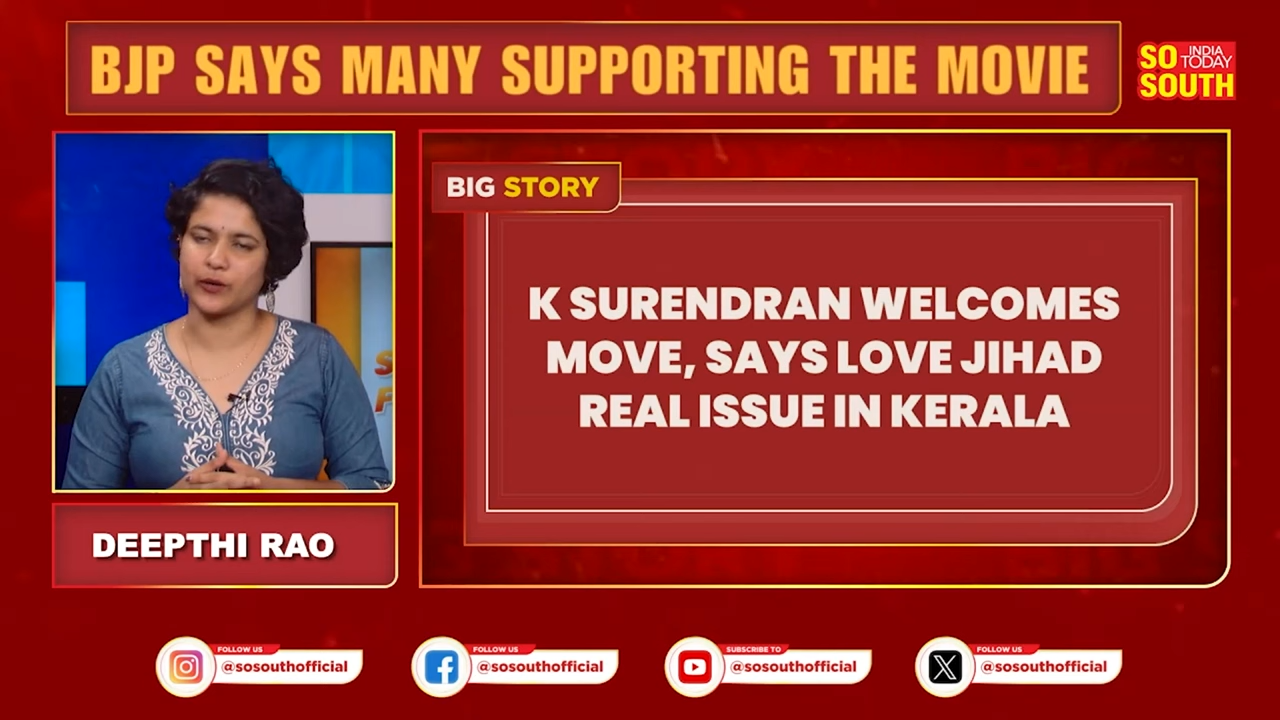 BJP SAYS MANY SUPPORTING THE MOVIE
SO INDIA TODAY
SOUTH
BIG STORY
K SURENDRAN WELCOMES
MOVE, SAYS LOVE JIHAD
REAL ISSUE IN KERALA
DEEPTHI RAO
FOLLOW US
@sosouthofficial
FOLLOW US
@sosouthofficial
SUBSCRIBE TO
@sosouthofficial
FOLLOW US
@sosouthofficial